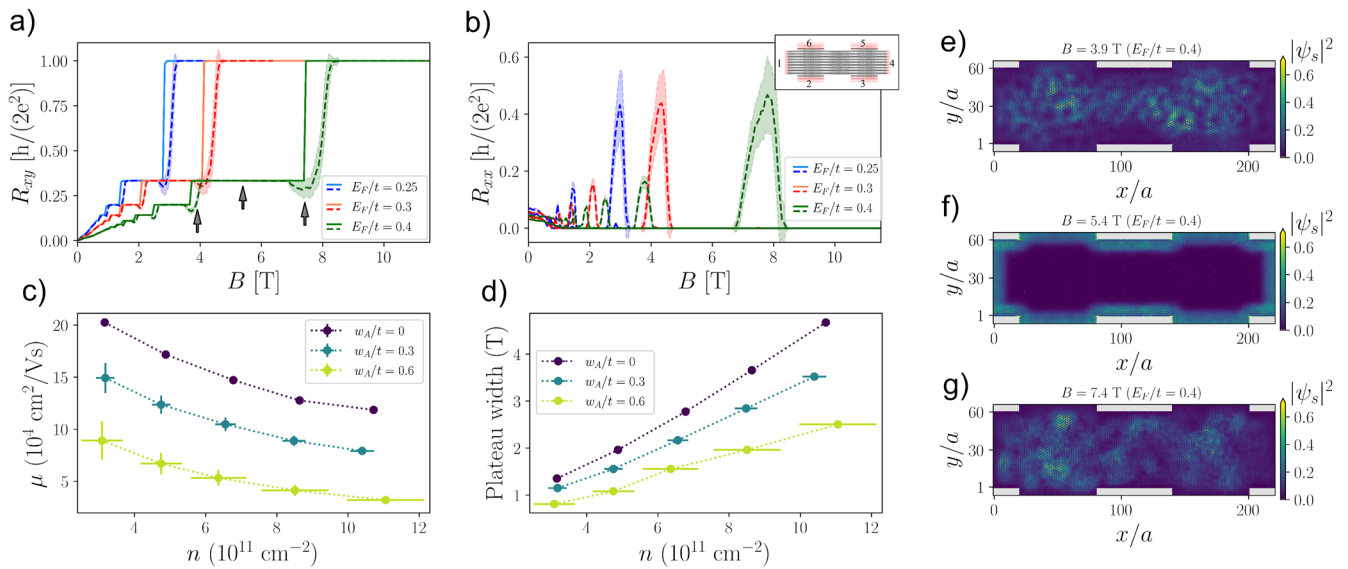 a)
R_xy [h/(2e²)]
1.00
0.75
0.50
0.25
0.00
E_F/t = 0.25
E_F/t = 0.3
E_F/t = 0.4
0 2 4 6 8 10
B [T]
b)
R_xx [h/(2e²)]
0.6
0.4
0.2
0.0
6 5
1 4
2 3
E_F/t = 0.25
E_F/t = 0.3
E_F/t = 0.4
0 2 4 6 8 10
B [T]
c)
μ (10⁴ cm²/Vs)
20
15
10
5
w_A/t = 0
w_A/t = 0.3
w_A/t = 0.6
4 6 8 10 12
n (10¹¹ cm⁻²)
d)
Plateau width (T)
4
3
2
1
w_A/t = 0
w_A/t = 0.3
w_A/t = 0.6
4 6 8 10 12
n (10¹¹ cm⁻²)
e)
B = 3.9 T (E_F/t = 0.4)
|ψ_s|²
y/a
60
30
1
0 100 200
x/a
0.6
0.4
0.2
0.0
f)
B = 5.4 T (E_F/t = 0.4)
|ψ_s|²
y/a
60
30
1
0 100 200
x/a
0.6
0.4
0.2
0.0
g)
B = 7.4 T (E_F/t = 0.4)
|ψ_s|²
y/a
60
30
1
0 100 200
x/a
0.6
0.4
0.2
0.0